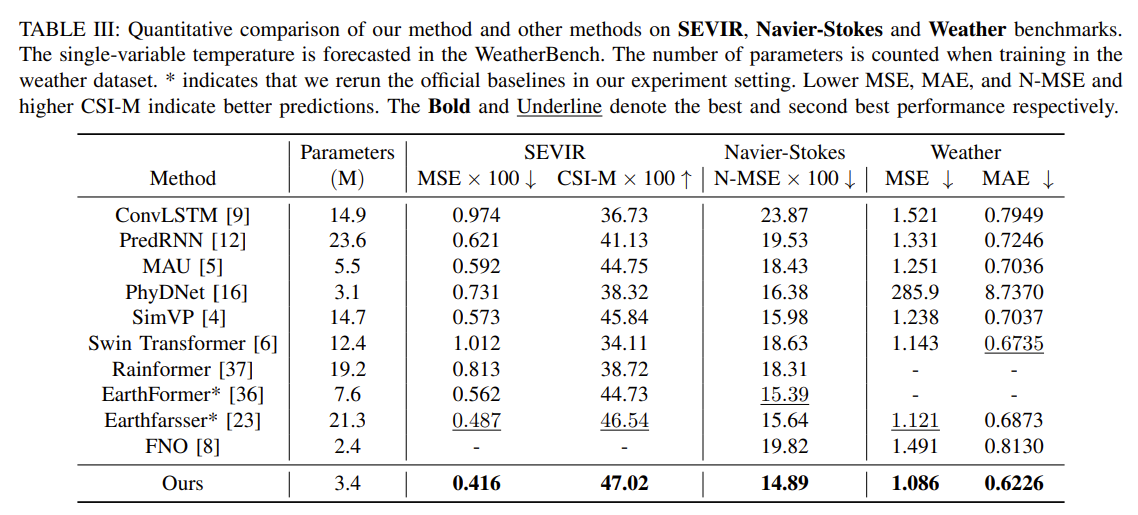 TABLE III: Quantitative comparison of our method and other methods on SEVIR, Navier-Stokes and Weather benchmarks.
The single-variable temperature is forecasted in the WeatherBench. The number of parameters is counted when training in the
weather dataset. * indicates that we rerun the official baselines in our experiment setting. Lower MSE, MAE, and N-MSE and
higher CSI-M indicate better predictions. The Bold and Underline denote the best and second best performance respectively.
Parameters SEVIR Navier-Stokes Weather
Method (M) MSE × 100 ↓ CSI-M × 100 ↑ N-MSE × 100 ↓ MSE ↓ MAE ↓
ConvLSTM [9] 14.9 0.974 36.73 23.87 1.521 0.7949
PredRNN [12] 23.6 0.621 41.13 19.53 1.331 0.7246
MAU [5] 5.5 0.592 44.75 18.43 1.251 0.7036
PhyDNet [16] 3.1 0.731 38.32 16.38 285.9 8.7370
SimVP [4] 14.7 0.573 45.84 15.98 1.238 0.7037
Swin Transformer [6] 12.4 1.012 34.11 18.63 1.143 0.6735
Rainformer [37] 19.2 0.813 38.72 18.31 - -
EarthFormer* [36] 7.6 0.562 44.73 15.39 - -
Earthfarsser* [23] 21.3 0.487 46.54 15.64 1.121 0.6873
FNO [8] 2.4 - - 19.82 1.491 0.8130
Ours 3.4 0.416 47.02 14.89 1.086 0.6226